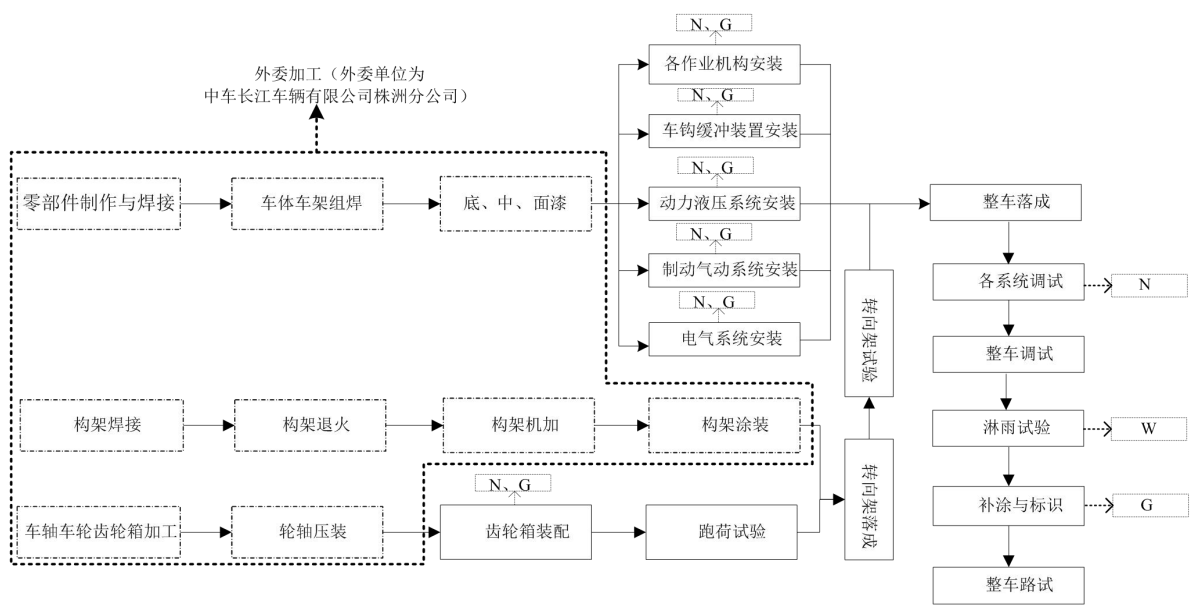 外委加工（外委单位为
中车长江车辆有限公司株洲分公司）
N、G
各作业机构安装
N、G
车钩缓冲装置安装
零部件制作与焊接
车体车架组焊
底、中、面漆
N、G
动力液压系统安装
整车落成
N、G
制动气动系统安装
各系统调试
N
N、G
电气系统安装
转向架试验
整车调试
构架焊接
构架退火
构架机加
构架涂装
淋雨试验
W
车轴车轮齿轮箱加工
轮轴压装
N、G
齿轮箱装配
跑荷试验
转向架落成
补涂与标识
G
整车路试